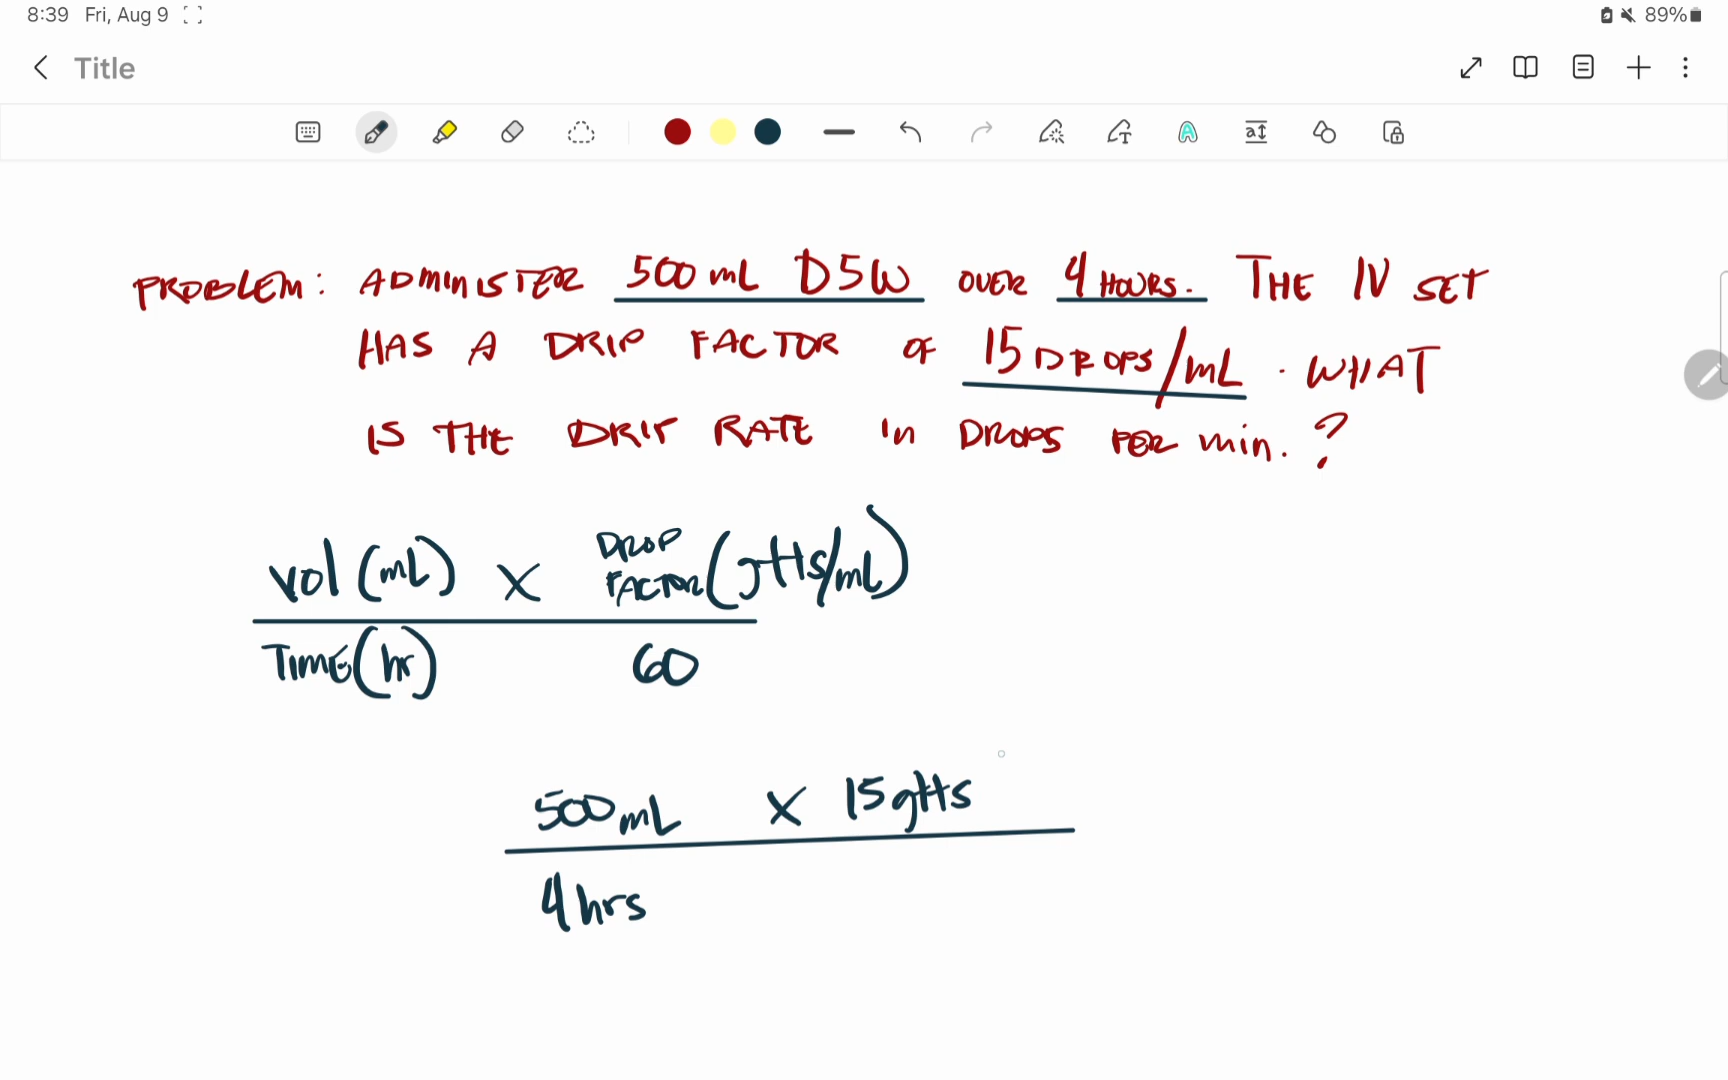 8:39 Fri, Aug 9 89%
Title
PROBLEM: ADMINISTER 500 mL D5W OVER 4 HOURS. THE IV SET
HAS A DRIP FACTOR OF 15 DROPS/mL. WHAT
IS THE DRIP RATE in DROPS PER min.?
Vol (mL) X DROP FACTOR (gtts/mL)
TIME (hr) 60
500 mL X 15 gtts
4 hrs